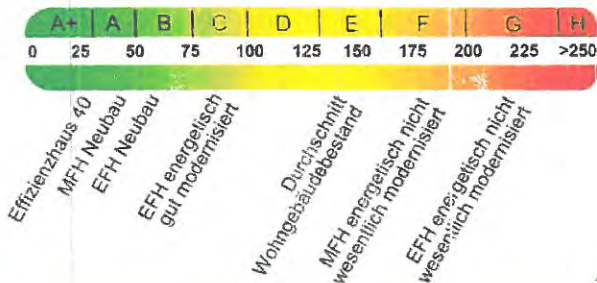 A+ A B C D E F G H
0 25 50 75 100 125 150 175 200 225 >250
Effizienzhaus 40
MFH Neubau
EFH Neubau
EFH energetisch
gut modernisiert
Durchschnitt
Wohngebäudebestand
MFH energetisch nicht
wesentlich modernisiert
EFH energetisch nicht
wesentlich modernisiert